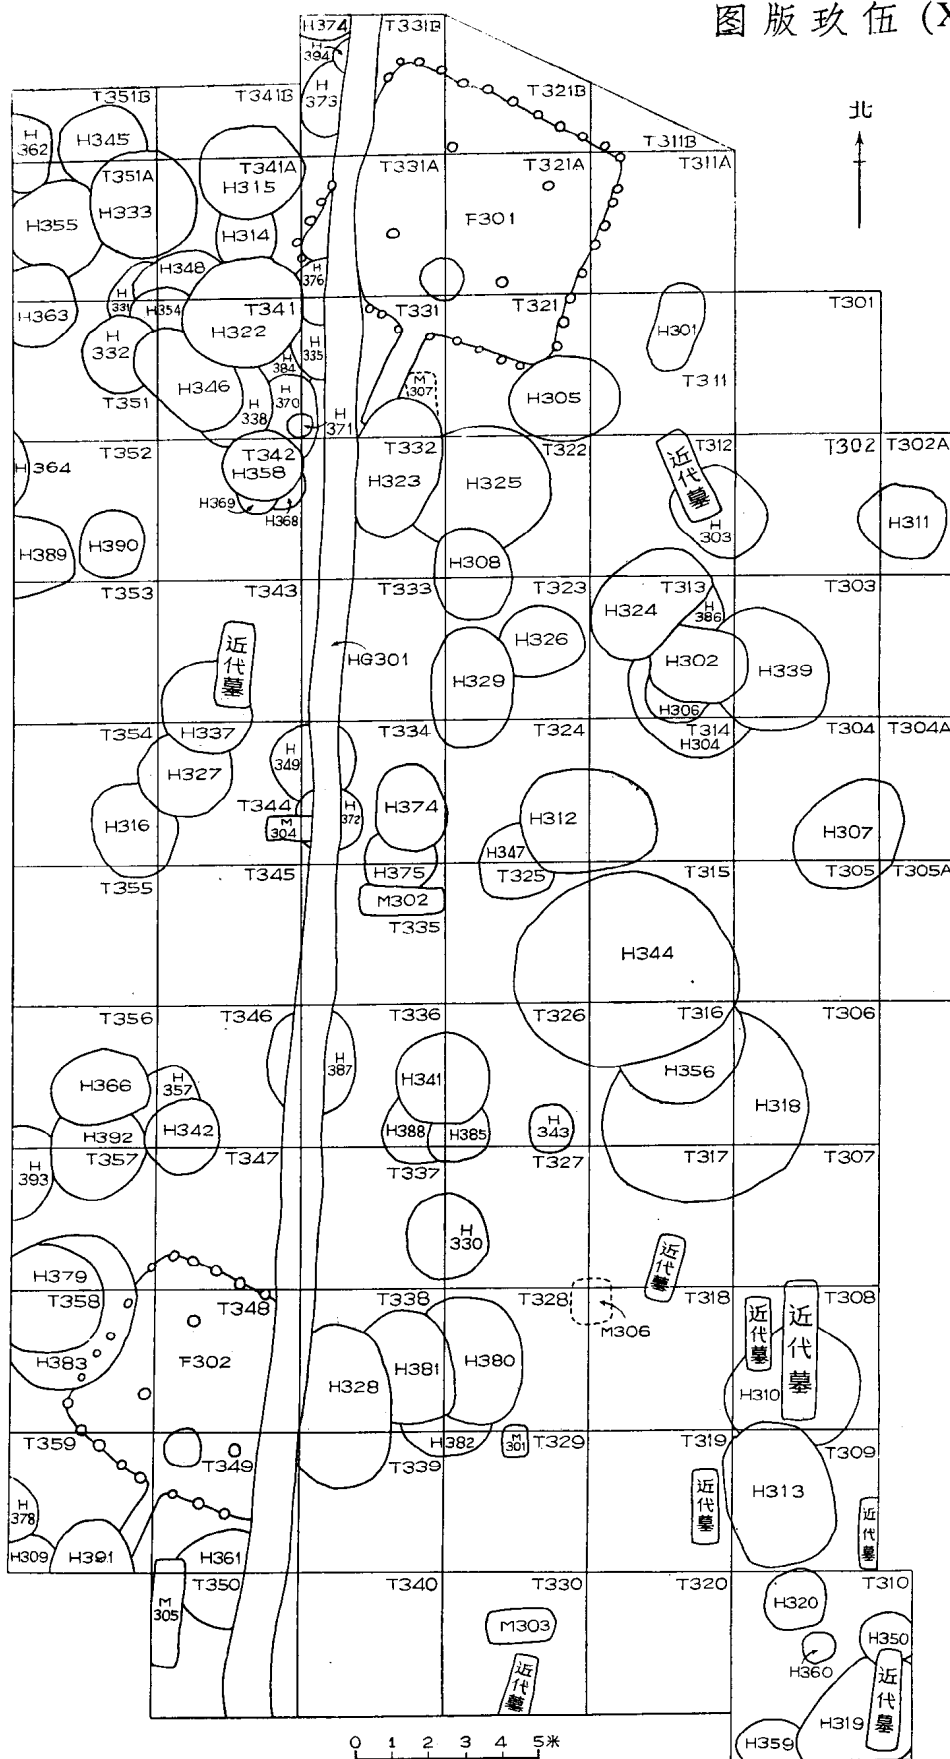 图版玖伍 (X
北
H374 T331B
H394
H373
T351B T341B T321B
H362 H345 T311B
T351A T341A T331A T321A T311A
H315
H333
H355 H314 F301
H348 H376
H331 H354 T341 T331 T321 T301
H363 H322 H301
H332 H335
H384 T311
H346 H370 M307 H305
T351 H338 H371
T352 T342 T332 T322 T312 T302 T302A
近代墓
H364 H358 H323 H325
H369 H368 H303 H311
H389 H390
H308
T353 T343 T333 T323 T313 T303
H324 H386
近代墓 HG301 H326 H302 H339
H329
H306
T354 H337 T334 T324 T314 T304 T304A
H304
H349
H327
T344 H372 H374 H312 H307
H316 M304
H347
T345 H375 T325 T315 T305 T305A
T355
M302
T335
H344
T356 T346 T336 T326 T316 T306
H366 H357 H387 H341 H356
H318
H392 H342 H388 H385 H343
T357 T347 T337 T327 T317 T307
H393
H330
近代墓
H379
T358 T348 T338 T328 T318 T308
M306
近代墓 近代墓
H383 F302 H328 H381 H380 H310
T359 H382 M301 T329 T319 T309
T349 T339
H378 近代墓 H313 近代墓
H309 H391 H361
T350 T340 T330 T320 T310
M305 M303 H320
H350
H360
近代墓 近代墓
H359 H319
0 1 2 3 4 5米